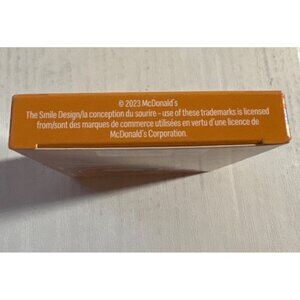 © 2023 McDonald's
The Smile Design/la conception du sourire - use of these trademarks is licensed
from/sont des marques de commerce utilisées en vertu d'une licence de
McDonald's Corporation.